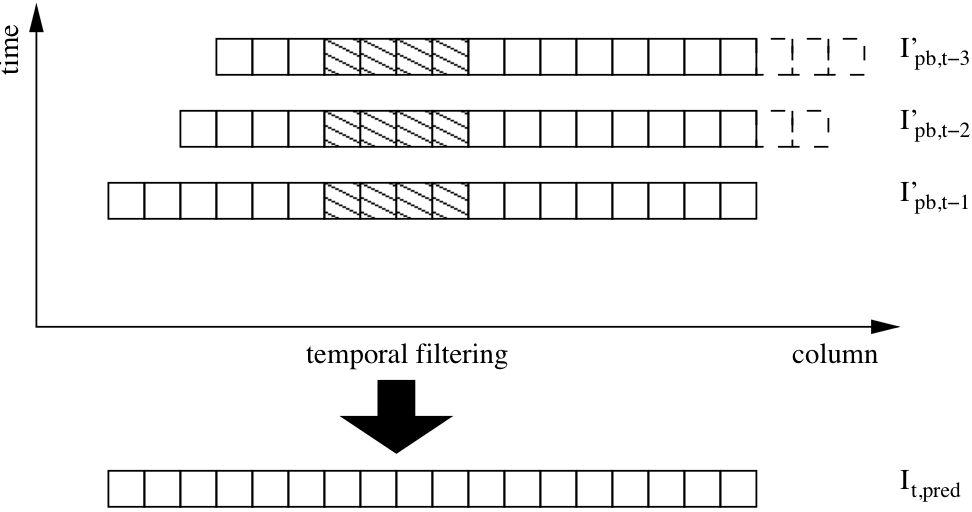 time
I'pb,t−3
I'pb,t−2
I'pb,t−1
temporal filtering
column
It,pred